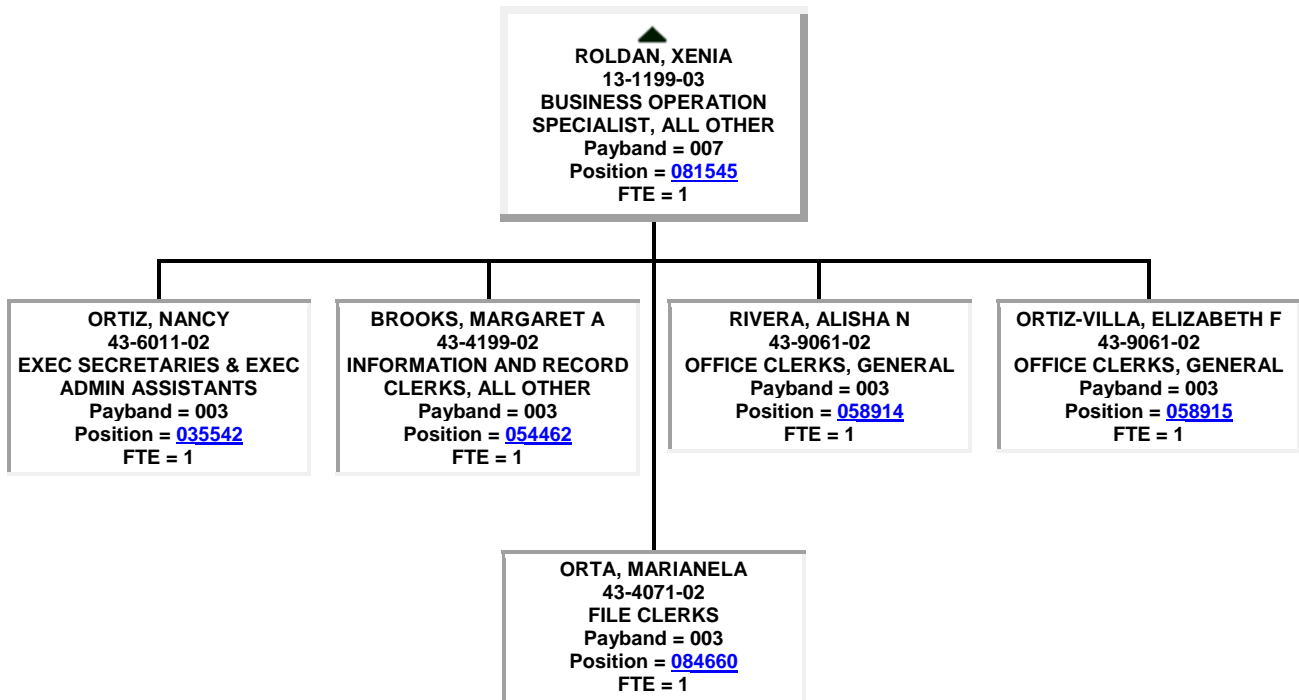 ROLDAN, XENIA
13-1199-03
BUSINESS OPERATION
SPECIALIST, ALL OTHER
Payband = 007
Position = 081545
FTE = 1
ORTIZ, NANCY
43-6011-02
EXEC SECRETARIES & EXEC
ADMIN ASSISTANTS
Payband = 003
Position = 035542
FTE = 1
BROOKS, MARGARET A
43-4199-02
INFORMATION AND RECORD
CLERKS, ALL OTHER
Payband = 003
Position = 054462
FTE = 1
RIVERA, ALISHA N
43-9061-02
OFFICE CLERKS, GENERAL
Payband = 003
Position = 058914
FTE = 1
ORTIZ-VILLA, ELIZABETH F
43-9061-02
OFFICE CLERKS, GENERAL
Payband = 003
Position = 058915
FTE = 1
ORTA, MARIANELA
43-4071-02
FILE CLERKS
Payband = 003
Position = 084660
FTE = 1